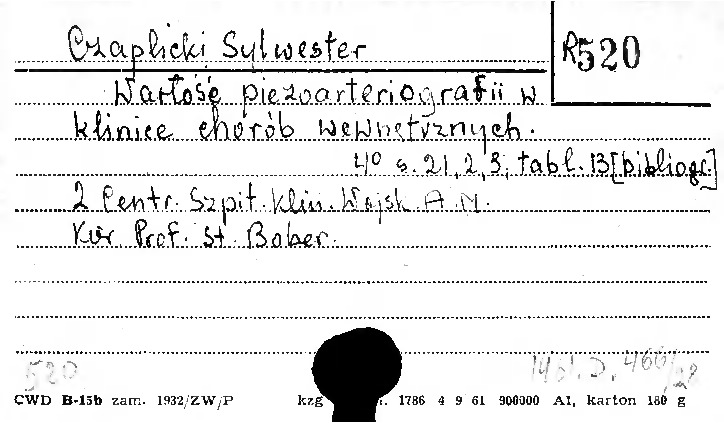 Czaplicki Sylwester
R520
Wartość piezoarteriografii w
klinice chorób wewnętrznych.
4° s. 21, 2, 3, tabl. 13 [bibliogr.]
2 Centr. Szpit. Klin. Wojsk A M.
Kier. Prof. St. Bober.
520
CWD B-15b zam. 1932/ZW/P kzg 1786 4 9 61 900000 A1, karton 180 g